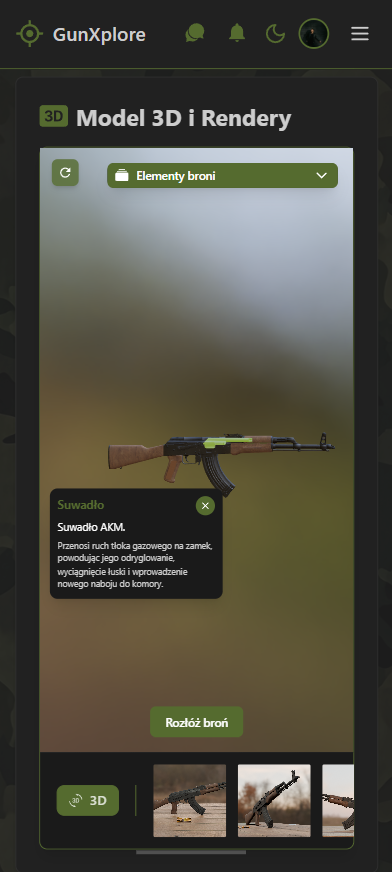 GunXplore
3D Model 3D i Rendery
Elementy broni
Suwadło
Suwadło AKM.
Przenosi ruch tłoka gazowego na zamek,
powodując jego odryglowanie,
wyciągnięcie łuski i wprowadzenie
nowego naboju do komory.
Rozłóż broń
3D 3D